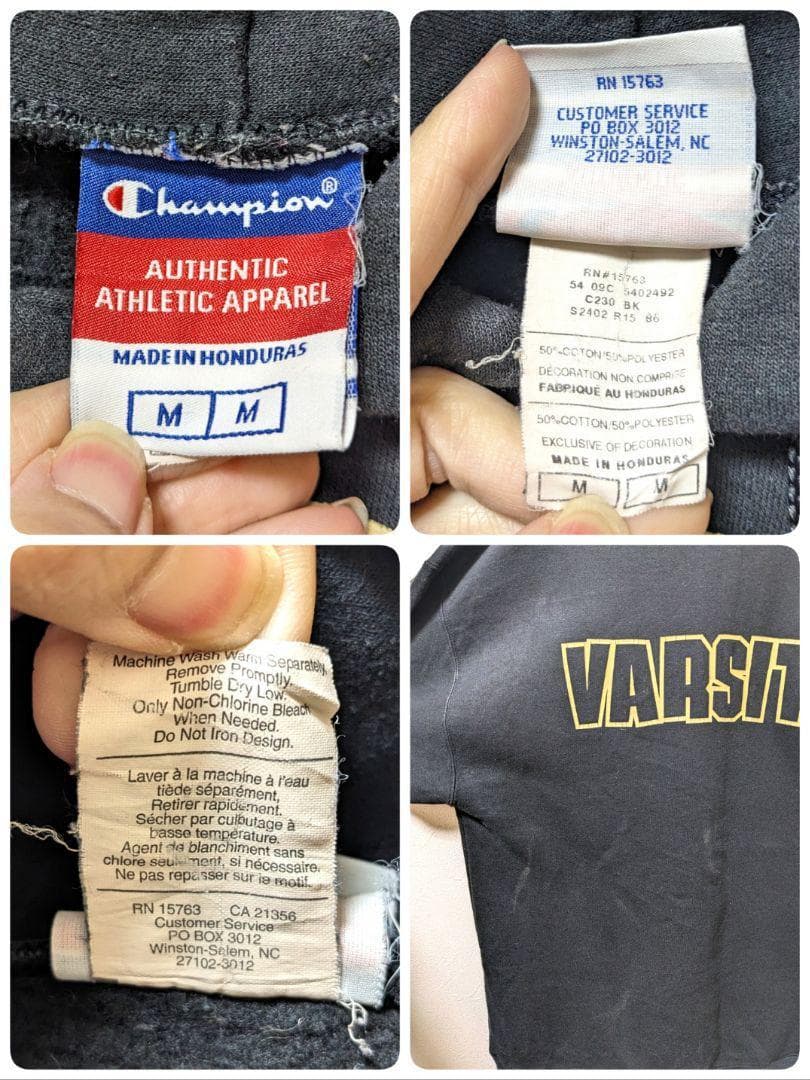 Champion®
AUTHENTIC
ATHLETIC APPAREL
MADE IN HONDURAS
M M
RN 15763
CUSTOMER SERVICE
PO BOX 3012
WINSTON-SALEM, NC
27102-3012
RN#15763
54 09C 5402492
C230 BK
S2402 R15 86
50%COTON/50%POLYESTER
DÉCORATION NON COMPRISE
FABRIQUÉ AU HONDURAS
50%COTTON/50%POLYESTER
EXCLUSIVE OF DECORATION
MADE IN HONDURAS
M M
Machine Wash Warm Separately,
Remove Promptly.
Tumble Dry Low.
Only Non-Chlorine Bleach
When Needed.
Do Not Iron Design.
Laver à la machine à l'eau
tiède séparément,
Retirer rapidement.
Sécher par culbutage à
basse température.
Agent de blanchiment sans
chlore seulement, si nécessaire.
Ne pas repasser sur le motif.
RN 15763 CA 21356
Customer Service
PO BOX 3012
Winston-Salem, NC
27102-3012
VARSIT